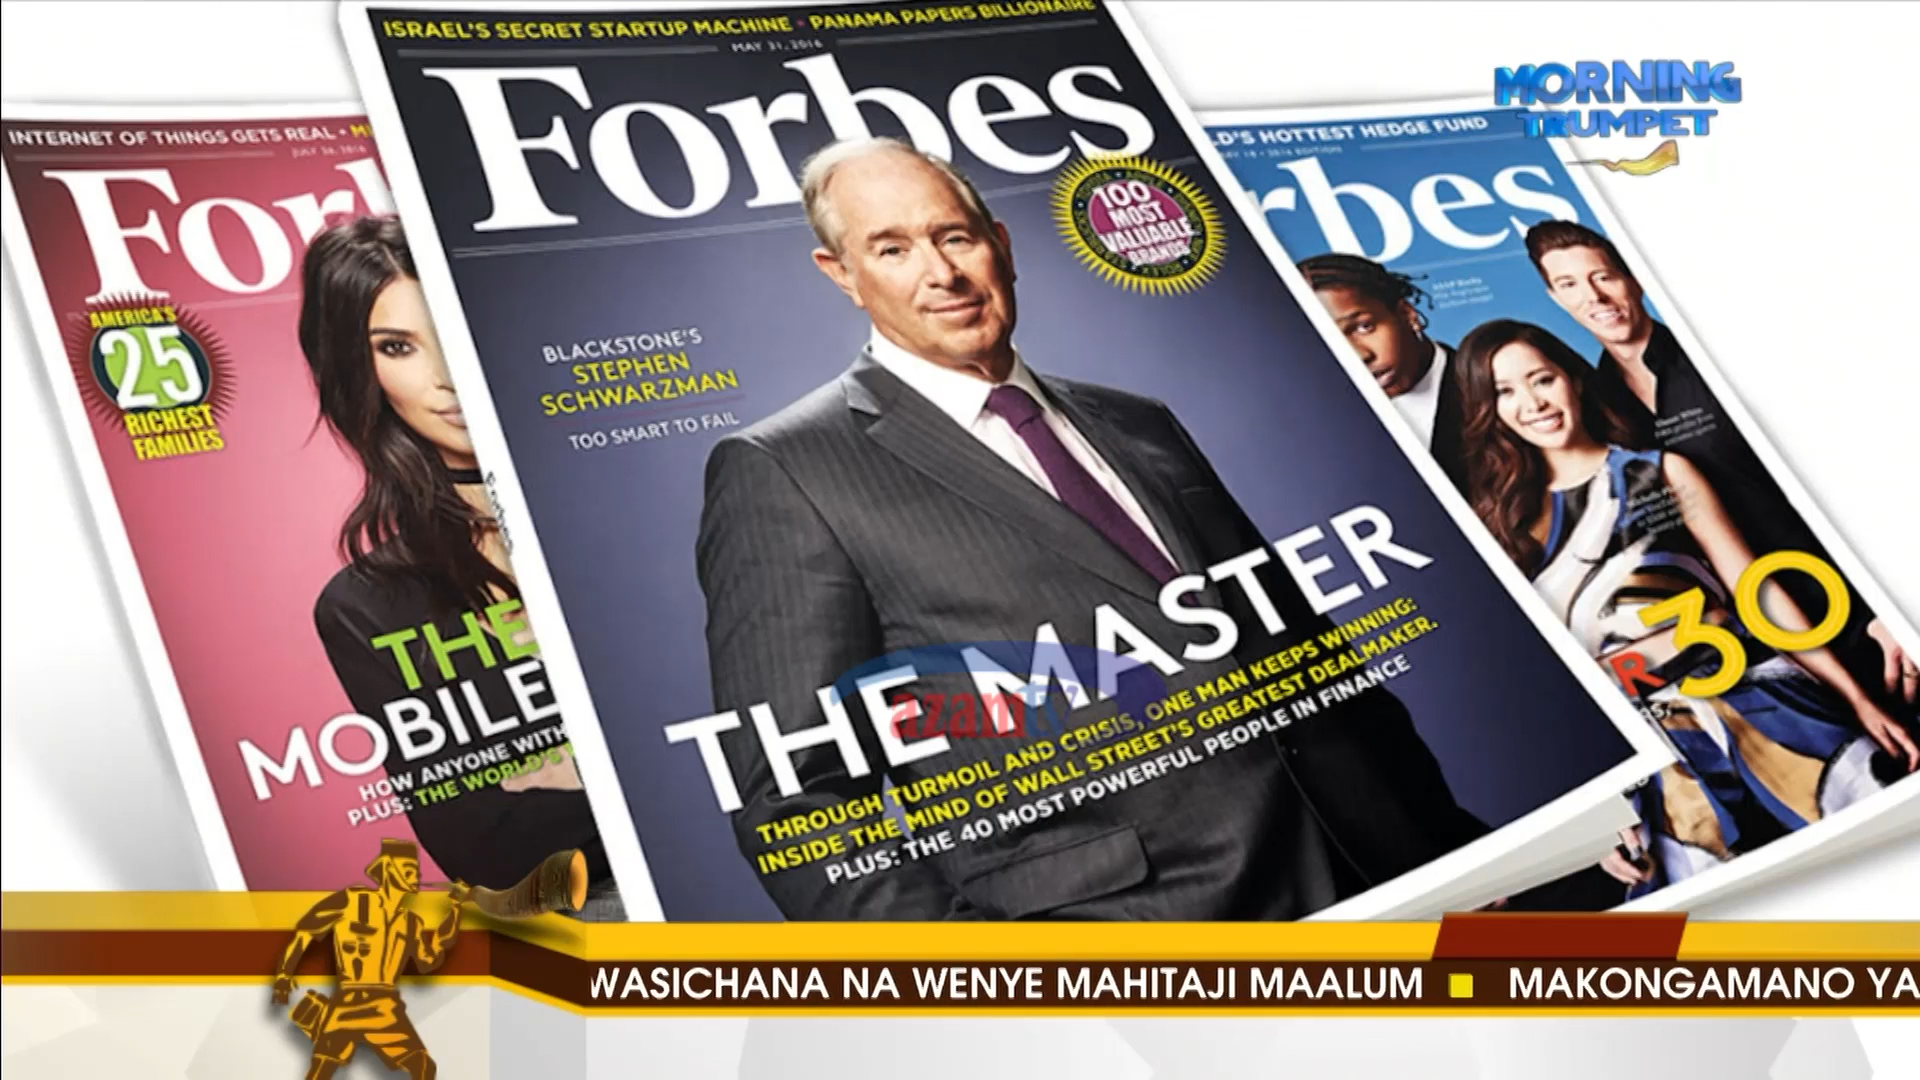 ISRAEL'S SECRET STARTUP MACHINE • PANAMA PAPERS BILLIONAIRE
MAY 31, 2016
Forbes
100
MOST
VALUABLE
BRANDS
BLACKSTONE'S
STEPHEN
SCHWARZMAN
TOO SMART TO FAIL
THE MASTER
THROUGH TURMOIL AND CRISIS, ONE MAN KEEPS WINNING:
INSIDE THE MIND OF WALL STREET'S GREATEST DEALMAKER.
PLUS: THE 40 MOST POWERFUL PEOPLE IN FINANCE
INTERNET OF THINGS GETS REAL •
JULY 26, 2016
Forb
AMERICA'S
25
RICHEST
FAMILIES
THE
MOBILE
HOW ANYONE WITH
PLUS: THE WORLD'S
LD'S HOTTEST HEDGE FUND
rbes
R 30
MORNING
TRUMPET
azamtv
WASICHANA NA WENYE MAHITAJI MAALUM ■ MAKONGAMANO YA